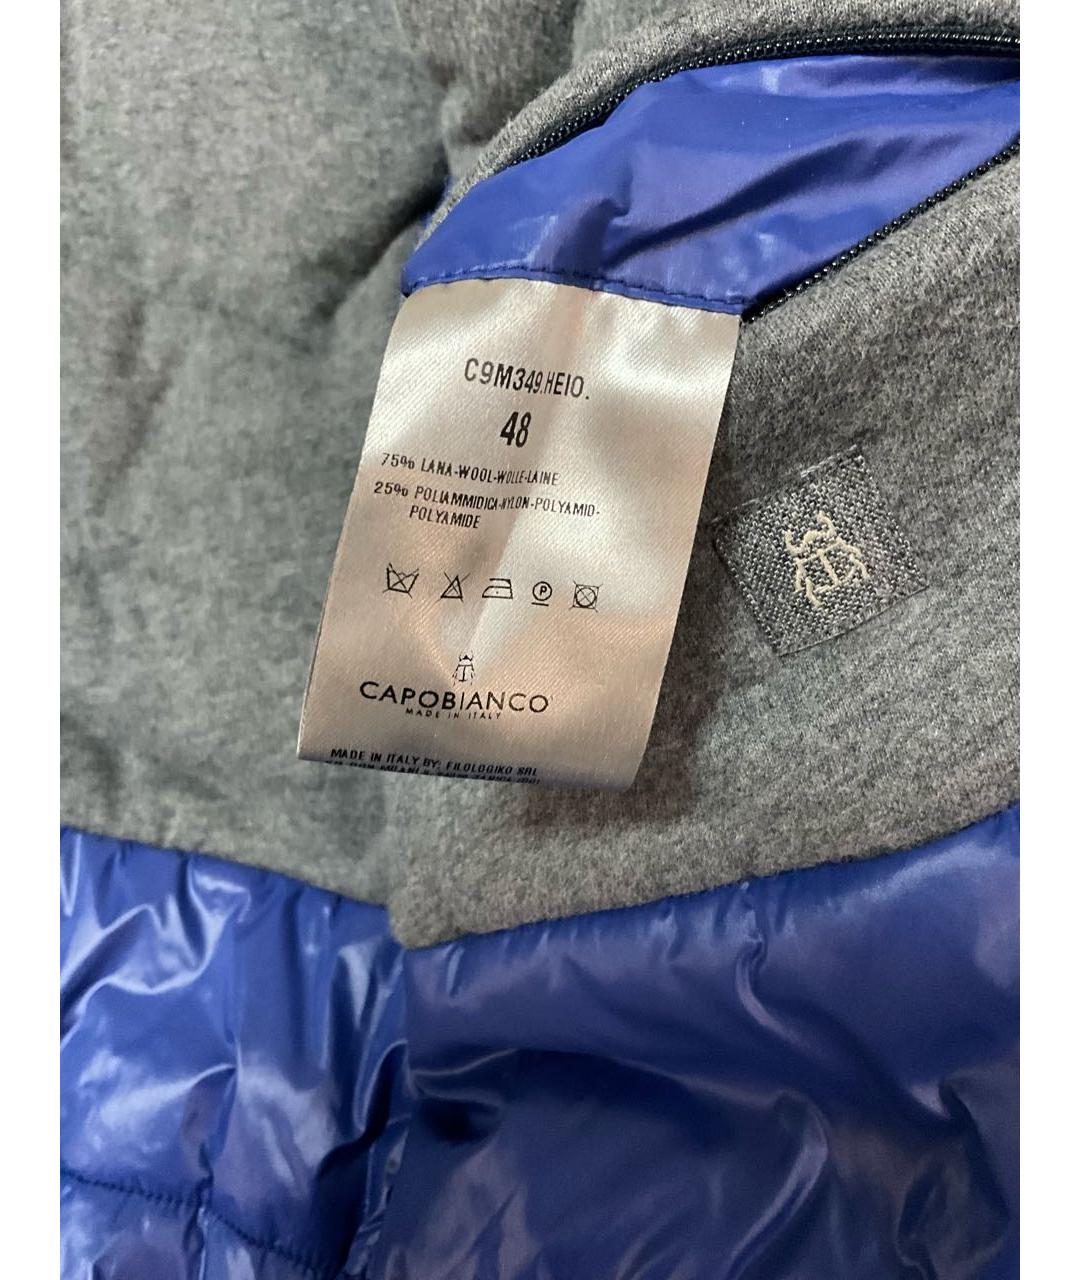 C9M349.HEIO.
48
75% LANA-WOOL-WOLLE-LAINE
25% POLIAMMIDICA-NYLON-POLYAMID-
POLYAMIDE
P
CAPOBIANCO
MADE IN ITALY
MADE IN ITALY BY: FILOLOGIKO SRL